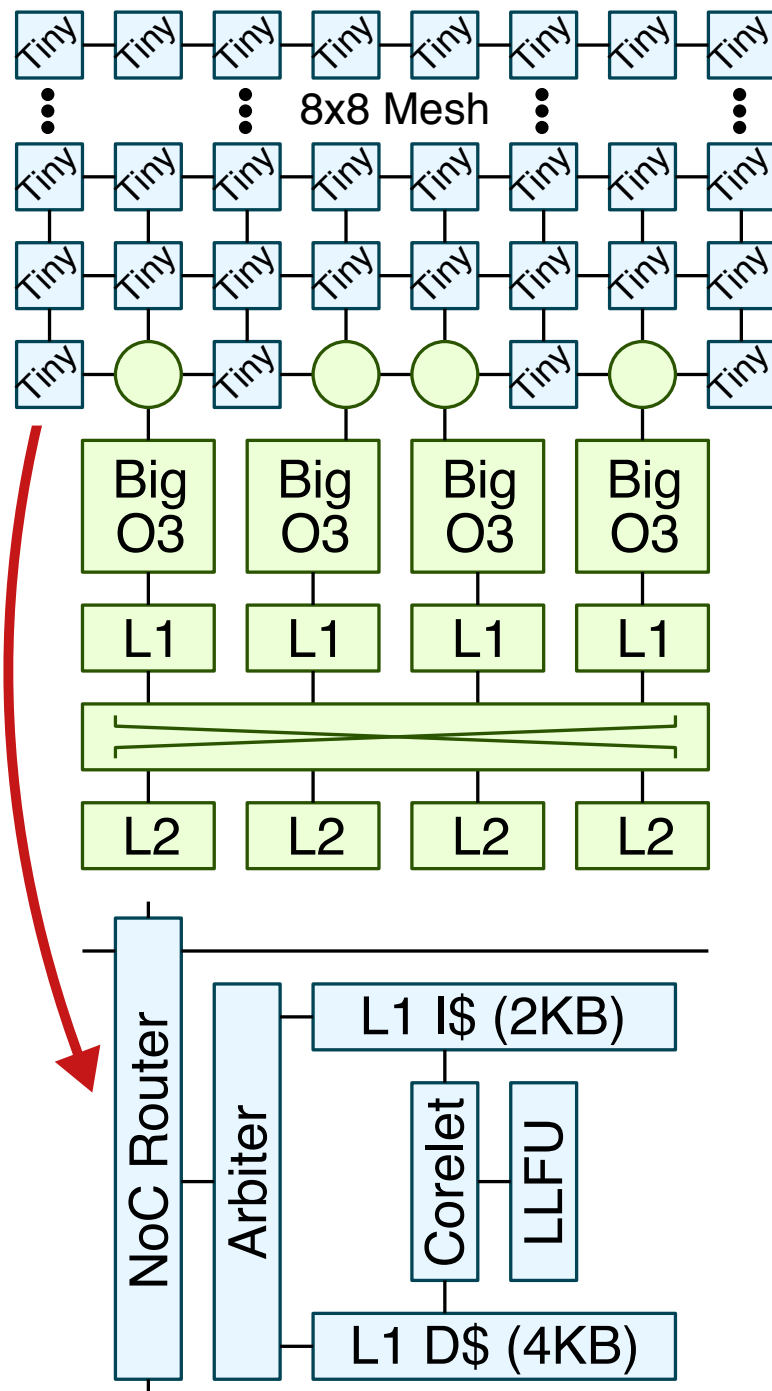 Tiny Tiny Tiny Tiny Tiny Tiny Tiny Tiny
8x8 Mesh
Tiny Tiny Tiny Tiny Tiny Tiny Tiny Tiny
Tiny Tiny Tiny Tiny Tiny Tiny Tiny Tiny
Tiny Tiny Tiny Tiny
Big Big Big Big
O3 O3 O3 O3
L1 L1 L1 L1
L2 L2 L2 L2
NoC Router
Arbiter
L1 I$ (2KB)
Corelet
LLFU
L1 D$ (4KB)